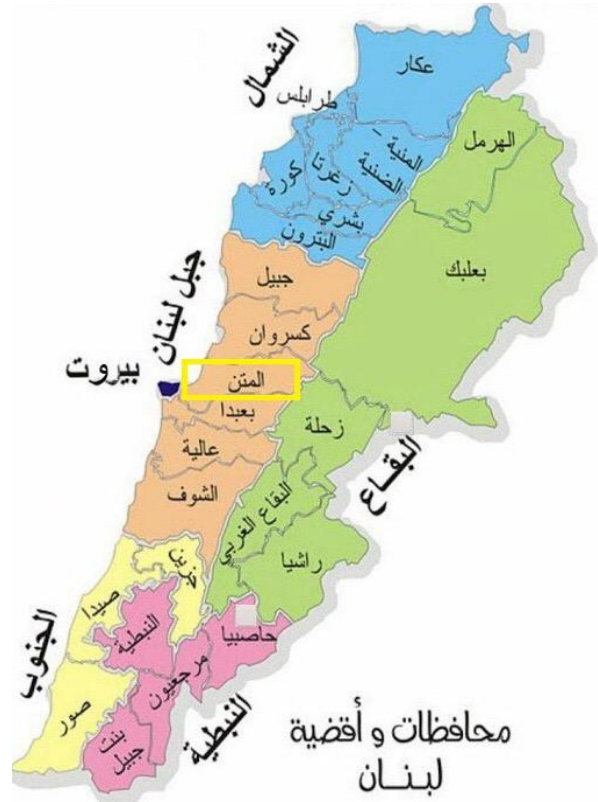 الشمال
عكار
طرابلس
المنية - الضنية
زغرتا
كورة
بشري
البترون
الهرمل
بعلبك
جبل لبنان
جبيل
كسروان
المتن
بيروت
بعبدا
عالية
الشوف
زحلة
البقاع
البقاع الغربي
راشيا
جزين
صيدا
الجنوب
النبطية
حاصبيا
مرجعيون
صور
بنت
جبيل
النبطية
محافظات و أقضية
لبنان